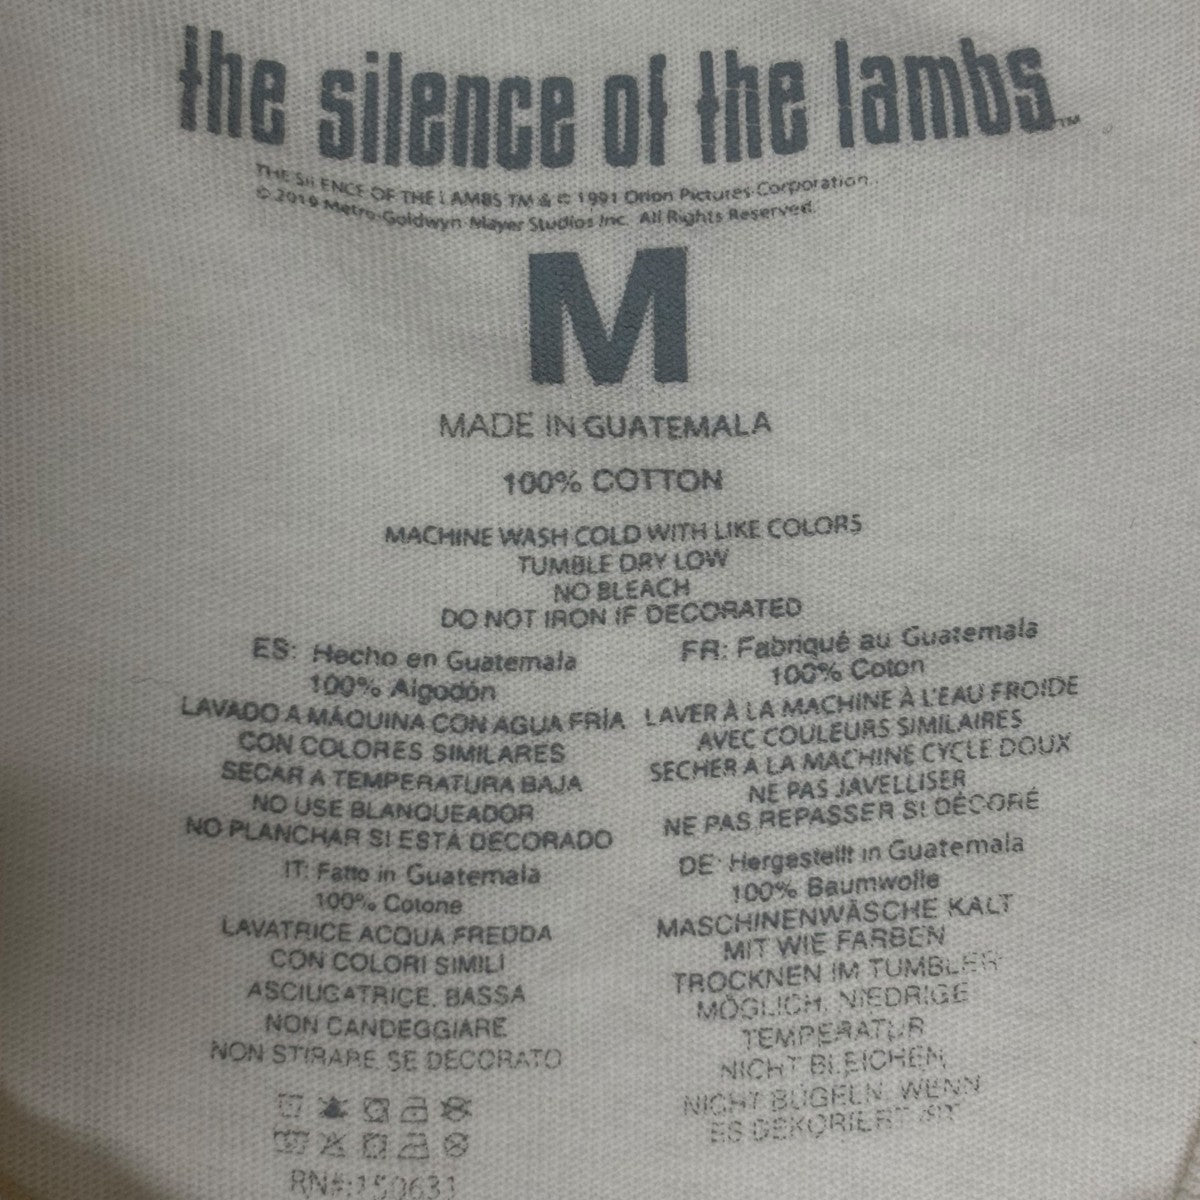 the silence of the lambs™
THE SILENCE OF THE LAMBS TM & © 1991 Orion Pictures Corporation.
© 2019 Metro-Goldwyn-Mayer Studios Inc. All Rights Reserved.
M
MADE IN GUATEMALA
100% COTTON
MACHINE WASH COLD WITH LIKE COLORS
TUMBLE DRY LOW
NO BLEACH
DO NOT IRON IF DECORATED
ES: Hecho en Guatemala
100% Algodón
LAVADO A MÁQUINA CON AGUA FRÍA
CON COLORES SIMILARES
SECAR A TEMPERATURA BAJA
NO USE BLANQUEADOR
NO PLANCHAR SI ESTÁ DECORADO
FR: Fabriqué au Guatemala
100% Coton
LAVER À LA MACHINE À L'EAU FROIDE
AVEC COULEURS SIMILAIRES
SECHER A LA MACHINE CYCLE DOUX
NE PAS JAVELLISER
NE PAS REPASSER SI DÉCORÉ
IT: Fatto in Guatemala
100% Cotone
LAVATRICE ACQUA FREDDA
CON COLORI SIMILI
ASCIUGATRICE, BASSA
NON CANDEGGIARE
NON STIRARE SE DECORATO
DE: Hergestellt in Guatemala
100% Baumwolle
MASCHINENWÄSCHE KALT
MIT WIE FARBEN
TROCKNEN IM TUMBLER
MÖGLICH, NIEDRIGE
TEMPERATUR
NICHT BLEICHEN
NICHT BÜGELN, WENN
ES DEKORIERT IST
RN#:150631